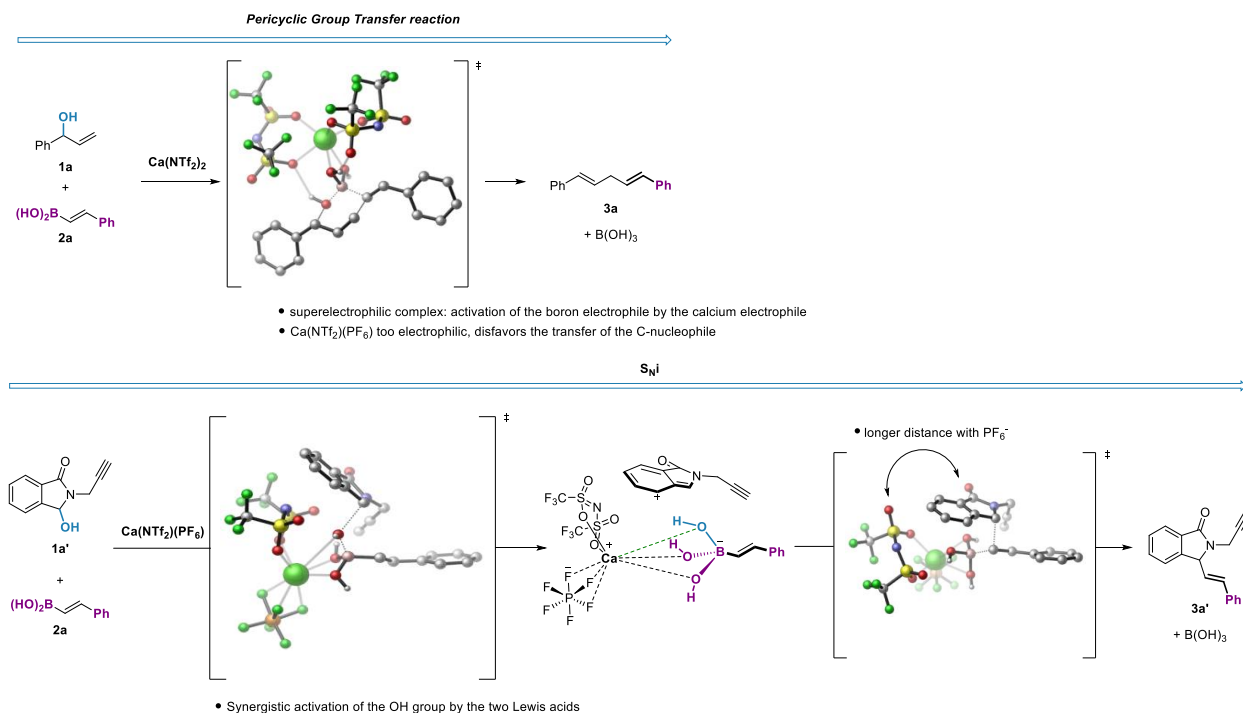 Pericyclic Group Transfer reaction
‡
OH
Ph
1a
+
(HO)₂B
Ph
2a
Ca(NTf₂)₂
Ph
Ph
3a
+ B(OH)₃
• superelectrophilic complex: activation of the boron electrophile by the calcium electrophile
• Ca(NTf₂)(PF₆) too electrophilic, disfavors the transfer of the C-nucleophile
SNi
‡
O
N
OH
1a'
+
(HO)₂B
Ph
2a
Ca(NTf₂)(PF₆)
O
N
+
O
F₃C
S
N
O
O
F₃C
S
O
O
H
O
H
O
B
−
Ph
O
H
+
Ca
−
F
F
F
P
F
F
F
• longer distance with PF₆⁻
‡
O
N
Ph
3a'
+ B(OH)₃
• Synergistic activation of the OH group by the two Lewis acids